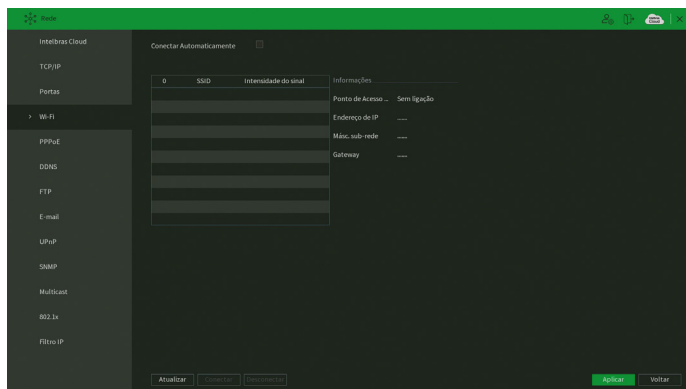 Rede
Intelbras Cloud
TCP/IP
Portas
> Wi-Fi
PPPoE
DDNS
FTP
E-mail
UPnP
SNMP
Multicast
802.1x
Filtro IP
Conectar Automaticamente
0 SSID Intensidade do sinal
Informações
Ponto de Acesso ... Sem ligação
Endereço de IP -.-.-.-
Másc. sub-rede -.-.-.-
Gateway -.-.-.-
Atualizar Conectar Desconectar
Aplicar Voltar